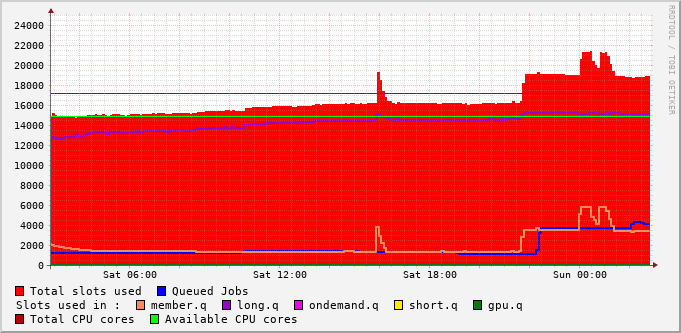 24000
22000
20000
18000
16000
14000
12000
10000
8000
6000
4000
2000
0
Sat 06:00 Sat 12:00 Sat 18:00 Sun 00:00
RRDTOOL / TOBI OETIKER
Total slots used Queued Jobs
Slots used in : member.q long.q ondemand.q short.q gpu.q
Total CPU cores Available CPU cores